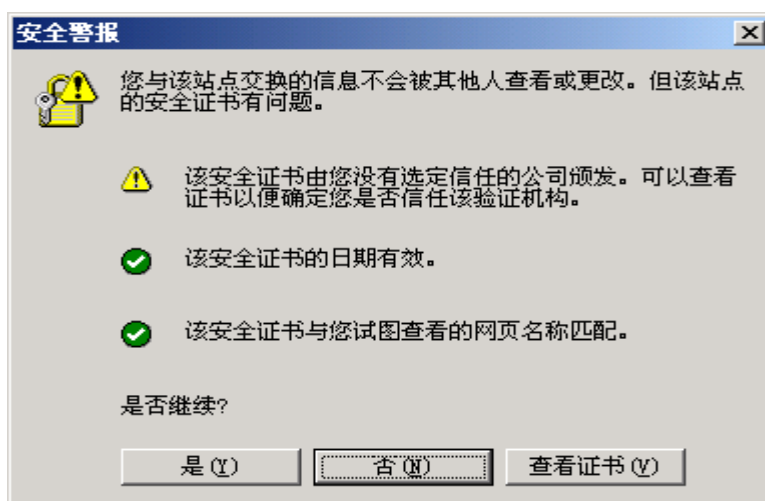 安全警报
您与该站点交换的信息不会被其他人查看或更改。但该站点
的安全证书有问题。
该安全证书由您没有选定信任的公司颁发。可以查看
证书以便确定您是否信任该验证机构。
该安全证书的日期有效。
该安全证书与您试图查看的网页名称匹配。
是否继续?
是(Y) 否(N) 查看证书(V)